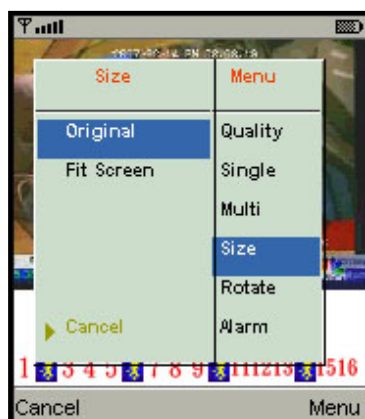 Size
Menu
Original
Fit Screen
Cancel
Quality
Single
Multi
Size
Rotate
Alarm
1 3 4 5 7 8 9 11 12 13 15 16
Cancel
Menu